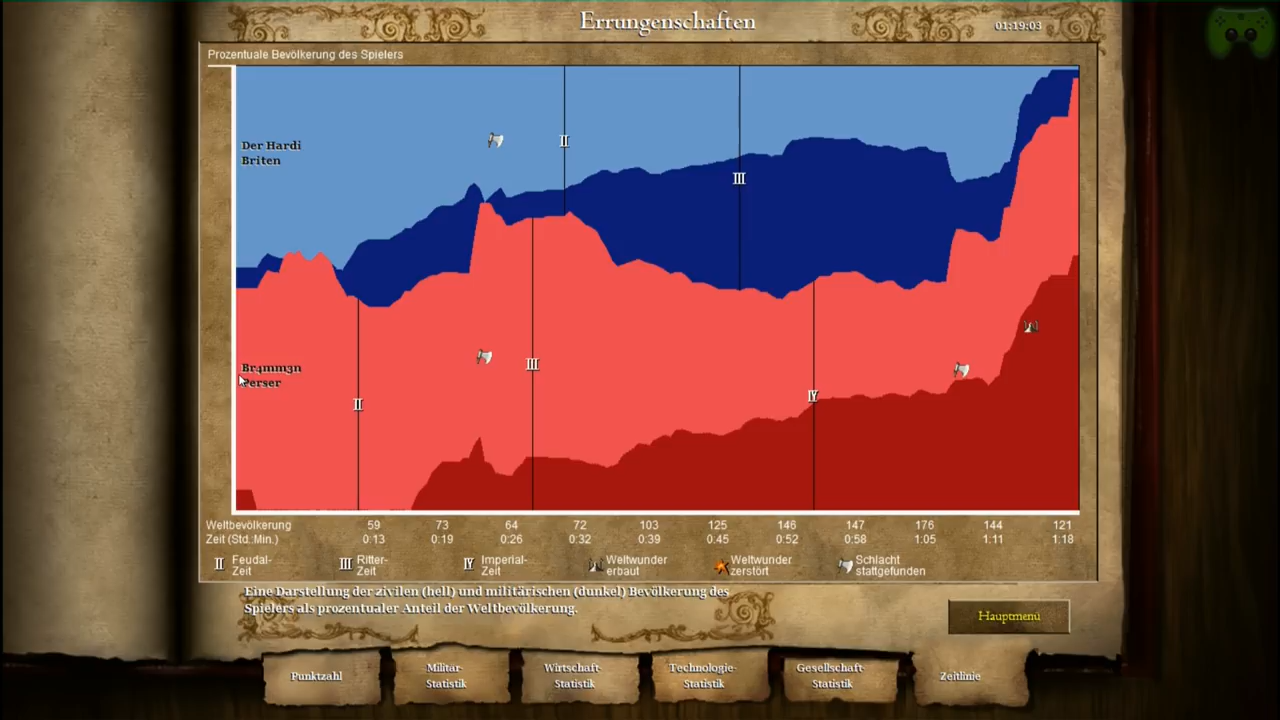 Errungenschaften
01:19:03
Prozentuale Bevölkerung des Spielers
Der Hardi
Briten
II
III
Br4mm3n
Perser
II
III
IV
Weltbevölkerung 59 73 64 72 103 125 146 147 176 144 121
Zeit (Std.:Min.) 0:13 0:19 0:26 0:32 0:39 0:45 0:52 0:58 1:05 1:11 1:18
II Feudal-
Zeit
III Ritter-
Zeit
IV Imperial-
Zeit
Weltwunder
erbaut
Weltwunder
zerstört
Schlacht
stattgefunden
Eine Darstellung der zivilen (hell) und militärischen (dunkel) Bevölkerung des
Spielers als prozentualer Anteil der Weltbevölkerung.
Hauptmenü
Punktzahl
Militär-
Statistik
Wirtschaft-
Statistik
Technologie-
Statistik
Gesellschaft-
Statistik
Zeitlinie